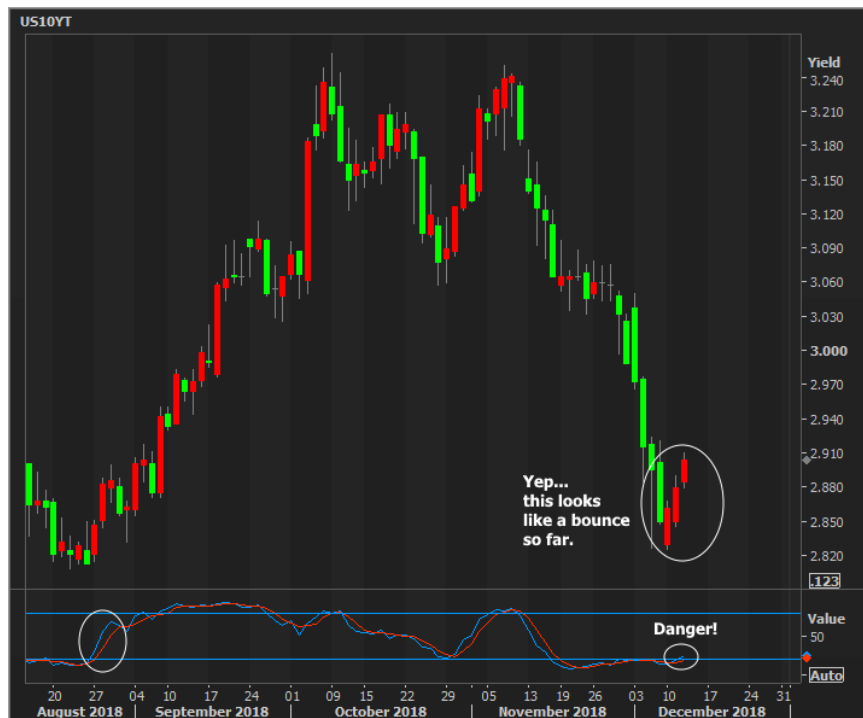 US10YT
Yield
3.240
3.210
3.180
3.150
3.120
3.090
3.060
3.030
3.000
2.970
2.940
2.910
2.880
2.850
2.820
.123
Yep...
this looks
like a bounce
so far.
Value
50
Auto
Danger!
20 27 04 10 17 24 01 09 15 22 29 05 12 19 26 03 10 17 24 31
August 2018 September 2018 October 2018 November 2018 December 2018